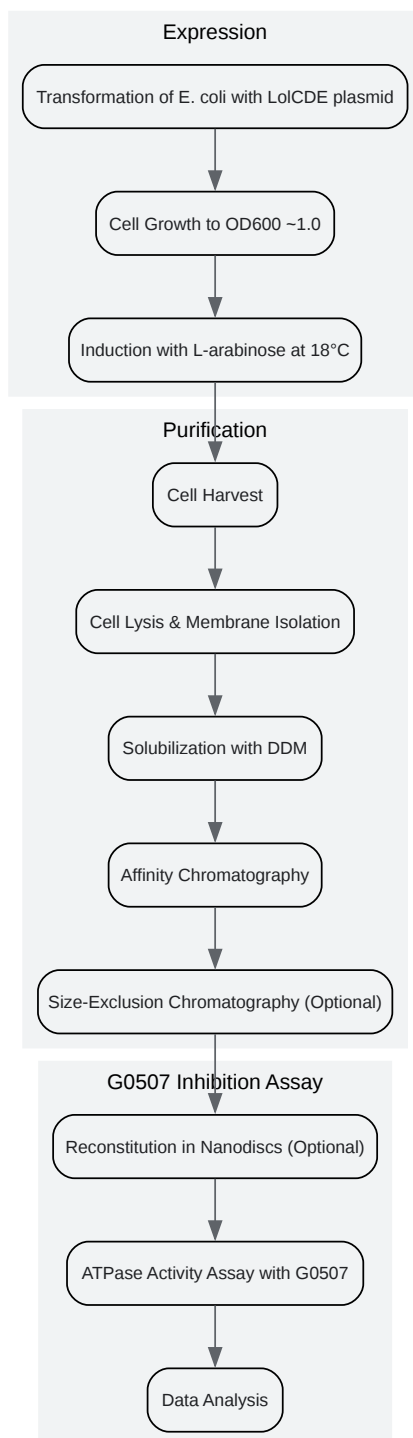 Expression
Transformation of E. coli with LolCDE plasmid
Cell Growth to OD600 ~1.0
Induction with L-arabinose at 18°C
Purification
Cell Harvest
Cell Lysis & Membrane Isolation
Solubilization with DDM
Affinity Chromatography
Size-Exclusion Chromatography (Optional)
G0507 Inhibition Assay
Reconstitution in Nanodiscs (Optional)
ATPase Activity Assay with G0507
Data Analysis